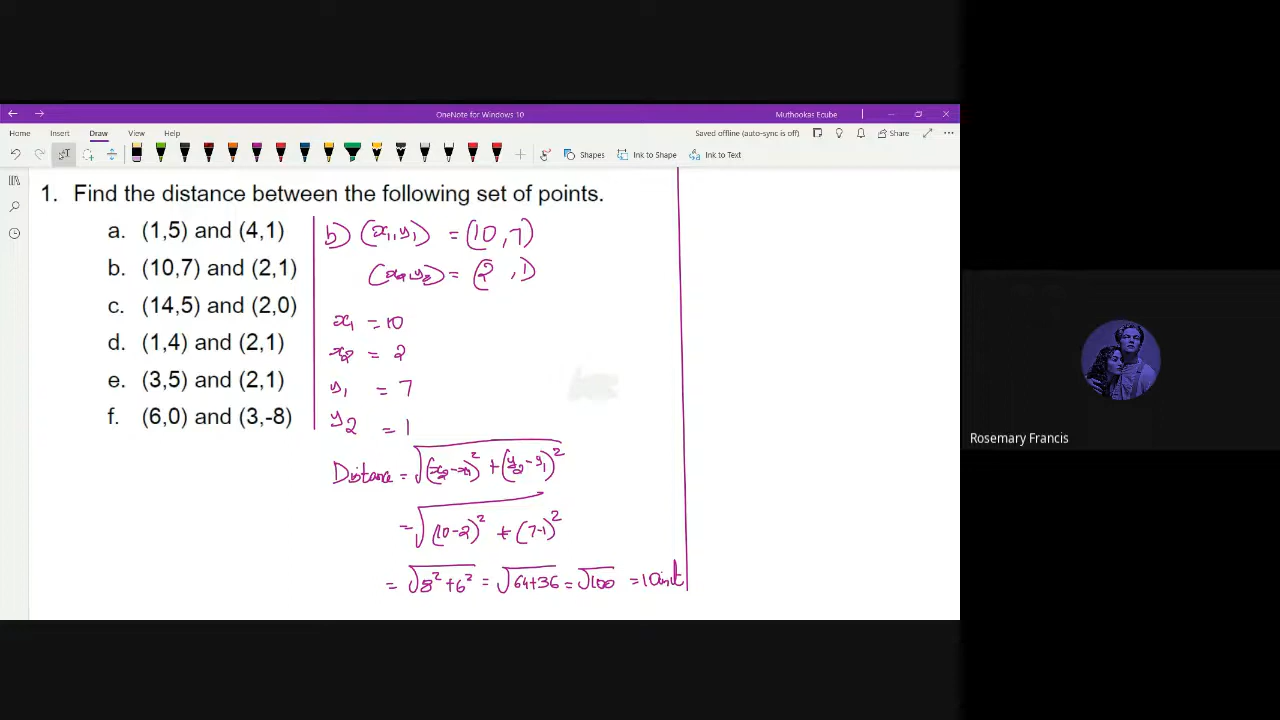 OneNote for Windows 10
Muthookas Ecube
Home Insert Draw View Help
Saved offline (auto-sync is off)
Share
Shapes Ink to Shape Ink to Text
1. Find the distance between the following set of points.
a. (1,5) and (4,1)
b. (10,7) and (2,1)
c. (14,5) and (2,0)
d. (1,4) and (2,1)
e. (3,5) and (2,1)
f. (6,0) and (3,-8)
b) (x₁,y₁) = (10,7)
(x₂,y₂) = (2,1)
x₁ = 10
x₂ = 2
y₁ = 7
y₂ = 1
Distance = √(x₂-x₁)² + (y₂-y₁)²
= √(10-2)² + (7-1)²
= √8²+6² = √64+36 = √100 = 10unit
Rosemary Francis